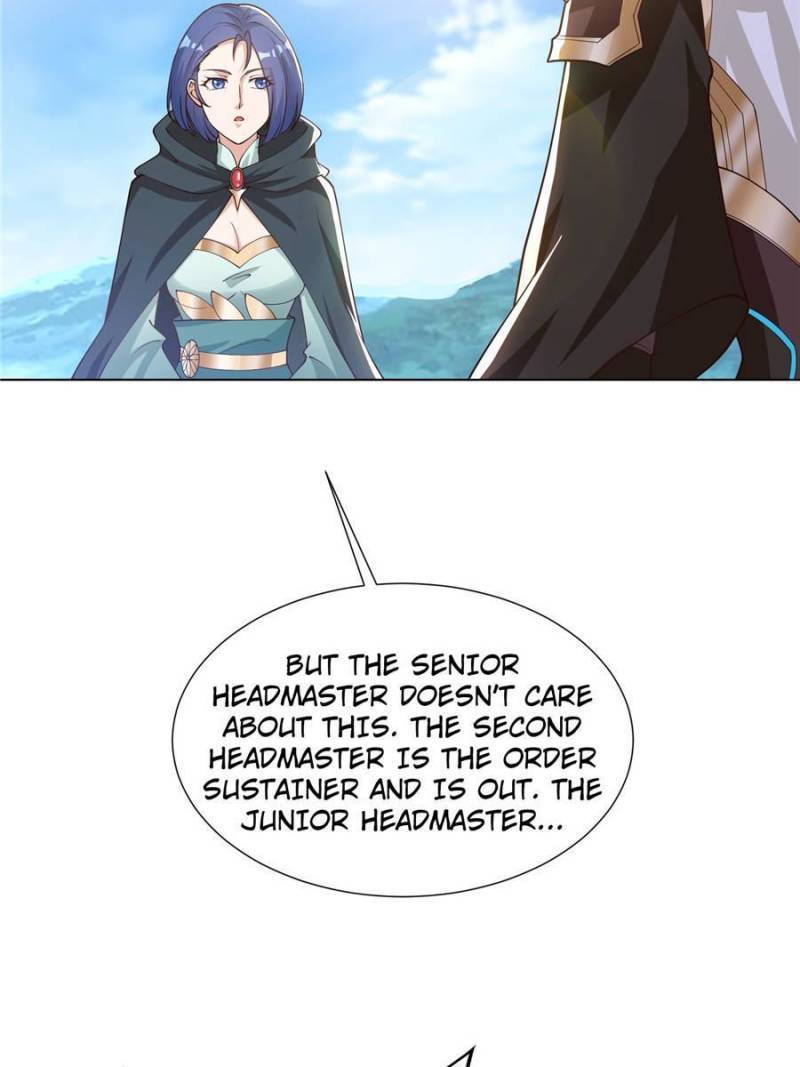 BUT THE SENIOR
HEADMASTER DOESN'T CARE
ABOUT THIS. THE SECOND
HEADMASTER IS THE ORDER
SUSTAINER AND IS OUT. THE
JUNIOR HEADMASTER...